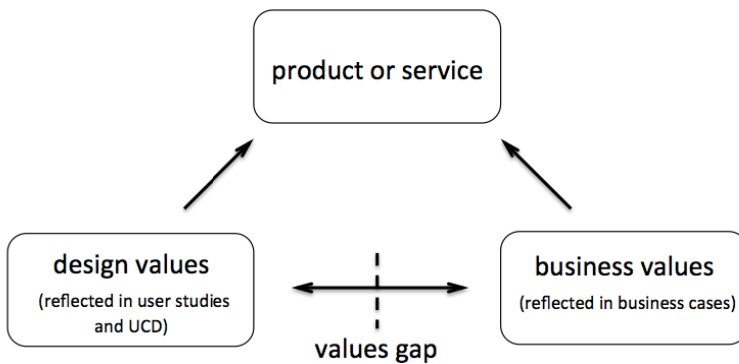 product or service
design values
(reflected in user studies
and UCD)
business values
(reflected in business cases)
values gap